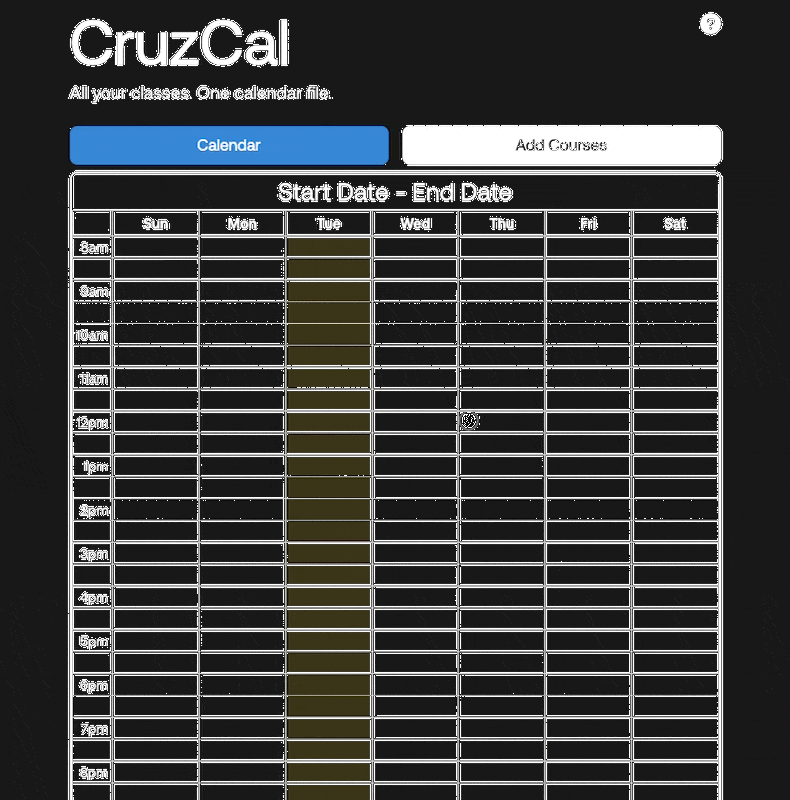 CruzCal
?
All your classes. One calendar file.
Calendar
Add Courses
Start Date - End Date
Sun Mon Tue Wed Thu Fri Sat
8am
9am
10am
11am
12pm
1pm
2pm
3pm
4pm
5pm
6pm
7pm
8pm